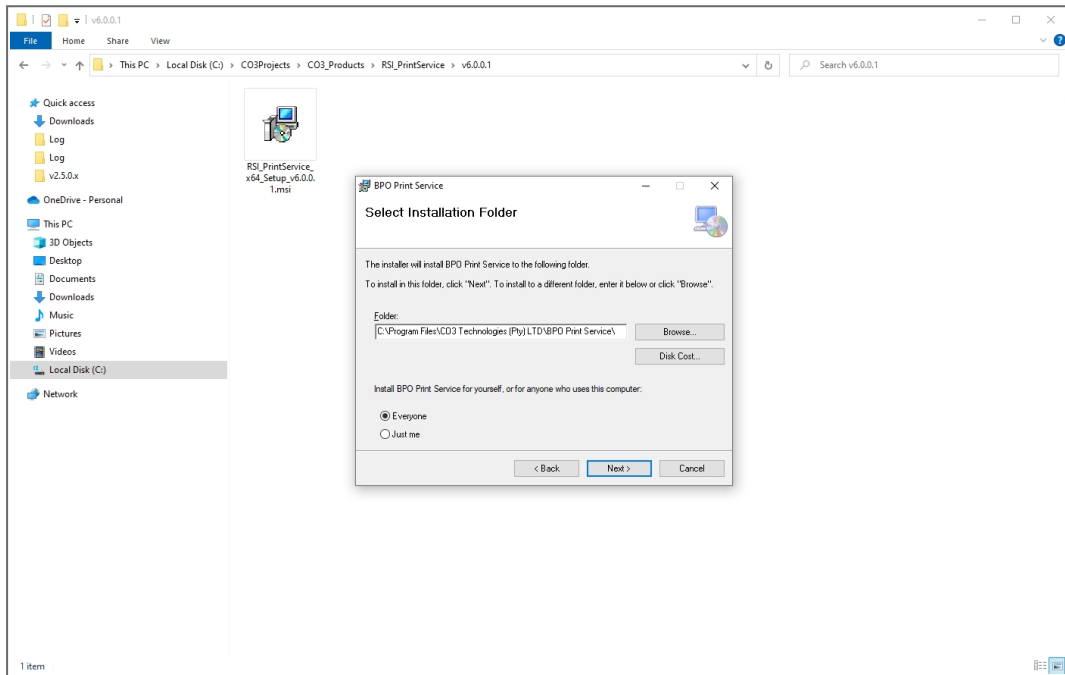 v6.0.0.1
File Home Share View
This PC > Local Disk (C:) > CO3Projects > CO3_Products > RSI_PrintService > v6.0.0.1
Search v6.0.0.1
Quick access
Downloads
Log
Log
v2.5.0.x
OneDrive - Personal
This PC
3D Objects
Desktop
Documents
Downloads
Music
Pictures
Videos
Local Disk (C:)
Network
RSI_PrintService_
x64_Setup_v6.0.0.
1.msi
BPO Print Service
Select Installation Folder
The installer will install BPO Print Service to the following folder.
To install in this folder, click "Next". To install to a different folder, enter it below or click "Browse".
Folder:
C:\Program Files\CO3 Technologies (Pty) LTD\BPO Print Service\
Browse...
Disk Cost...
Install BPO Print Service for yourself, or for anyone who uses this computer:
Everyone
Just me
< Back Next > Cancel
1 item